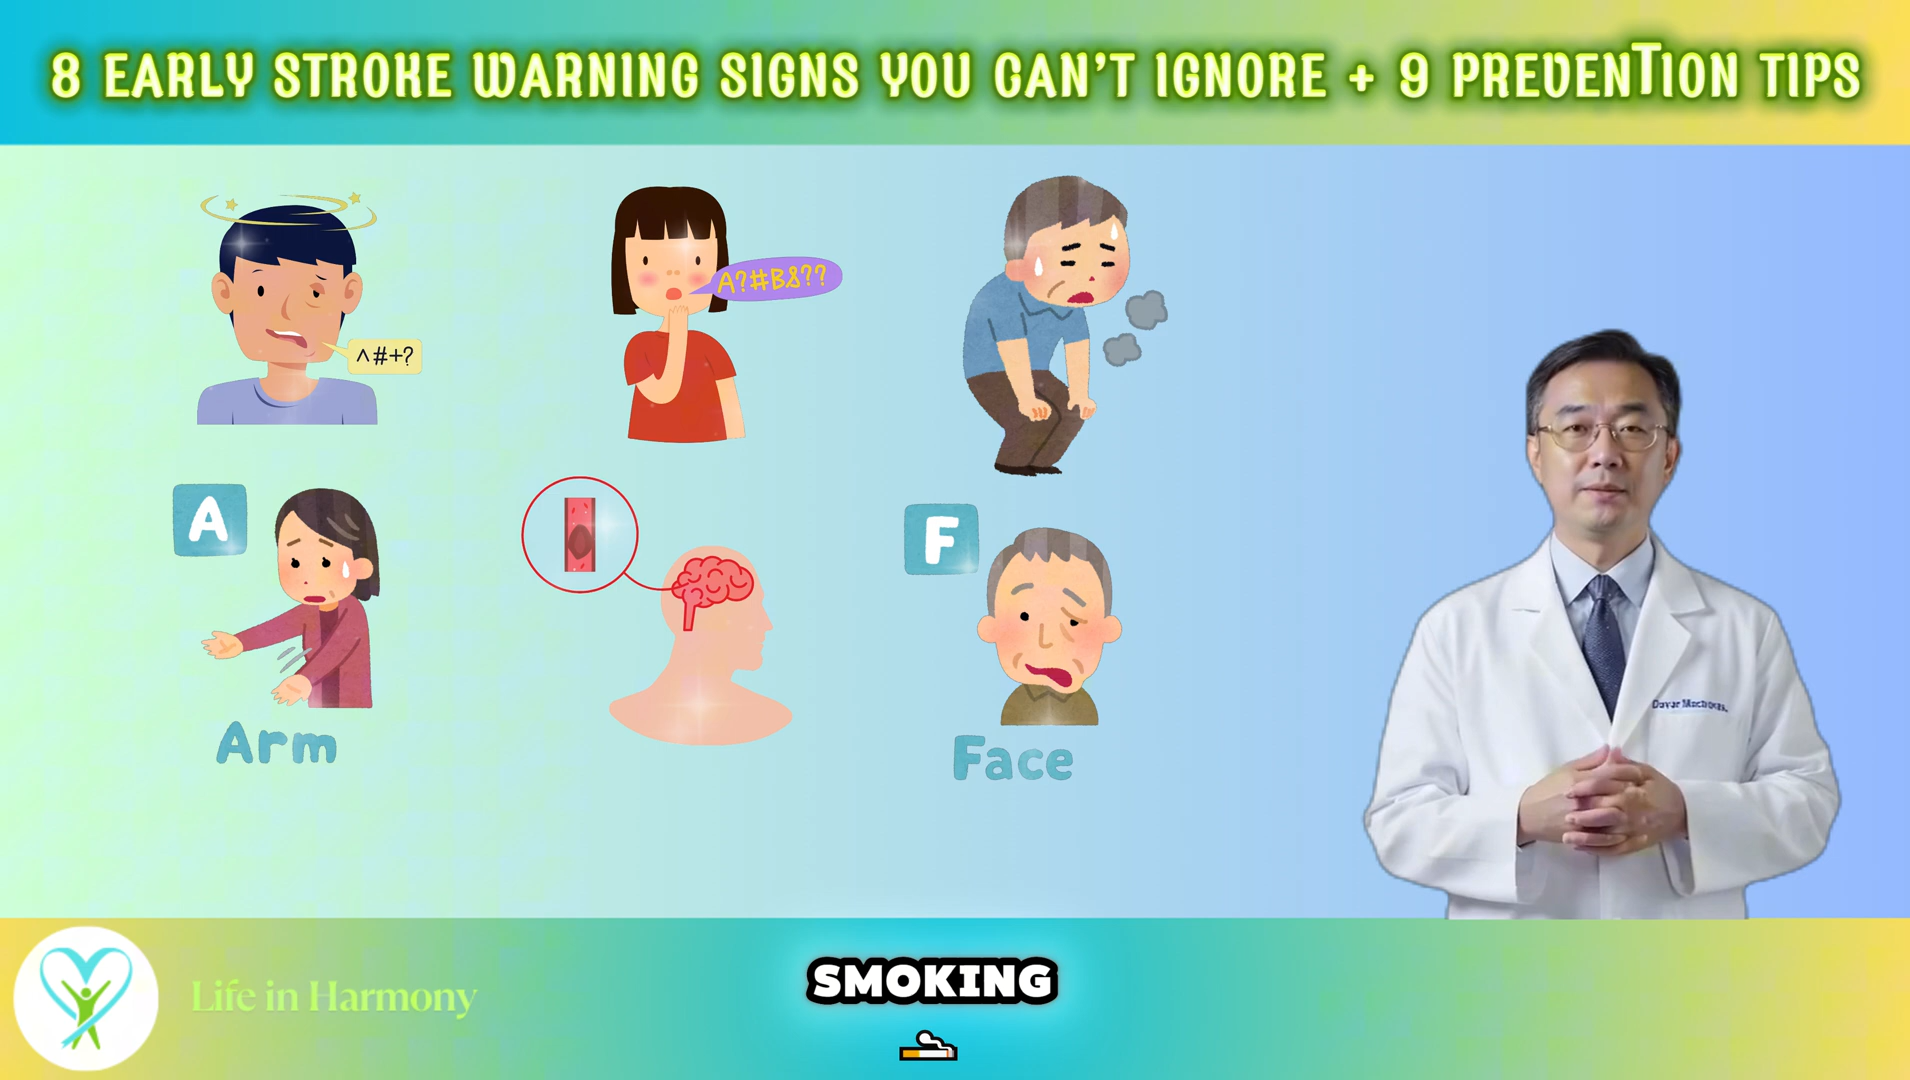 8 EARLY STROKE WARNING SIGNS YOU CAN'T IGNORE + 9 PREVENTION TIPS
^#+?
A?#B&??
A
Arm
F
Face
Life in Harmony
SMOKING